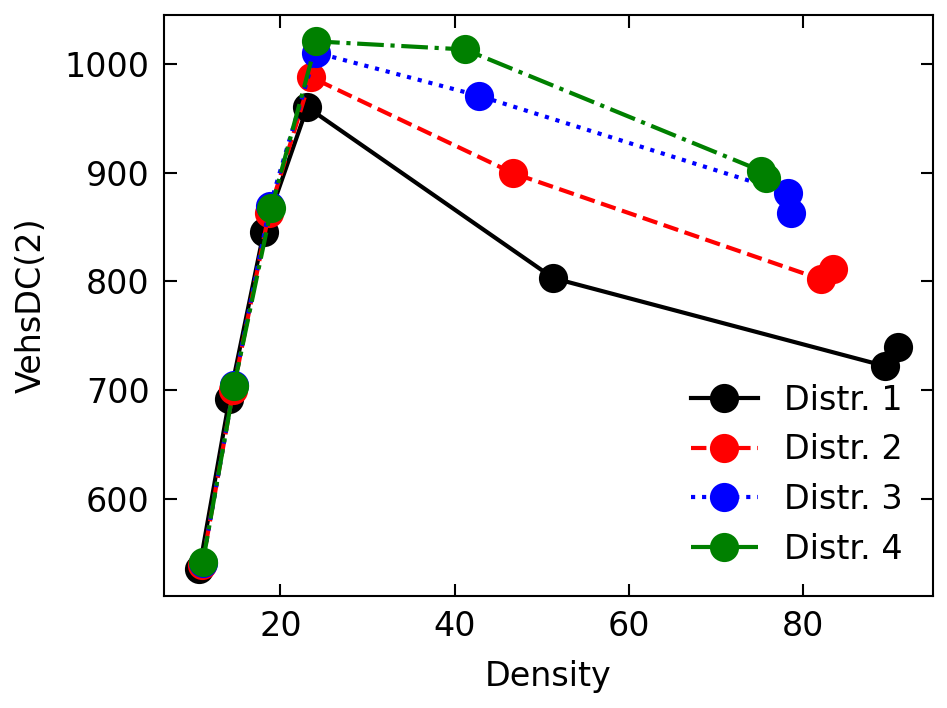 1000
900
800
700
600
VehsDC(2)
20 40 60 80
Density
Distr. 1
Distr. 2
Distr. 3
Distr. 4